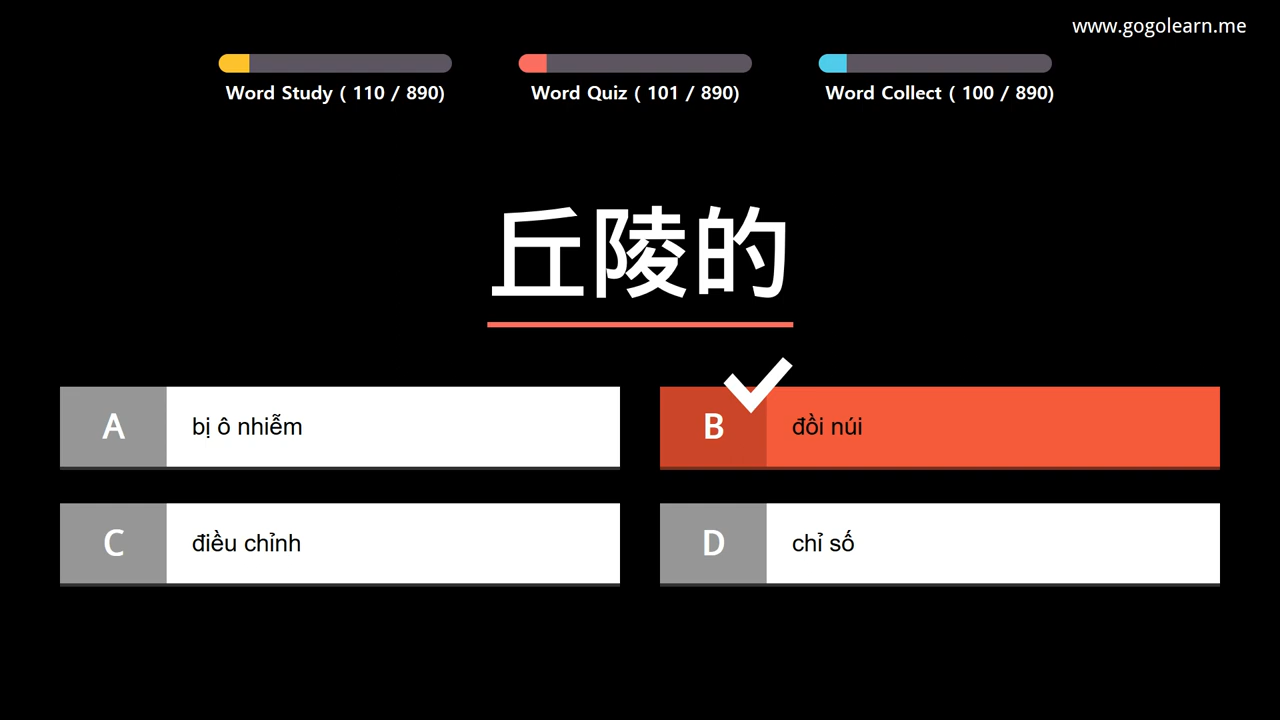 www.gogolearn.me
Word Study ( 110 / 890)
Word Quiz ( 101 / 890)
Word Collect ( 100 / 890)
丘陵的
A bị ô nhiễm
B đồi núi
C điều chỉnh
D chỉ số